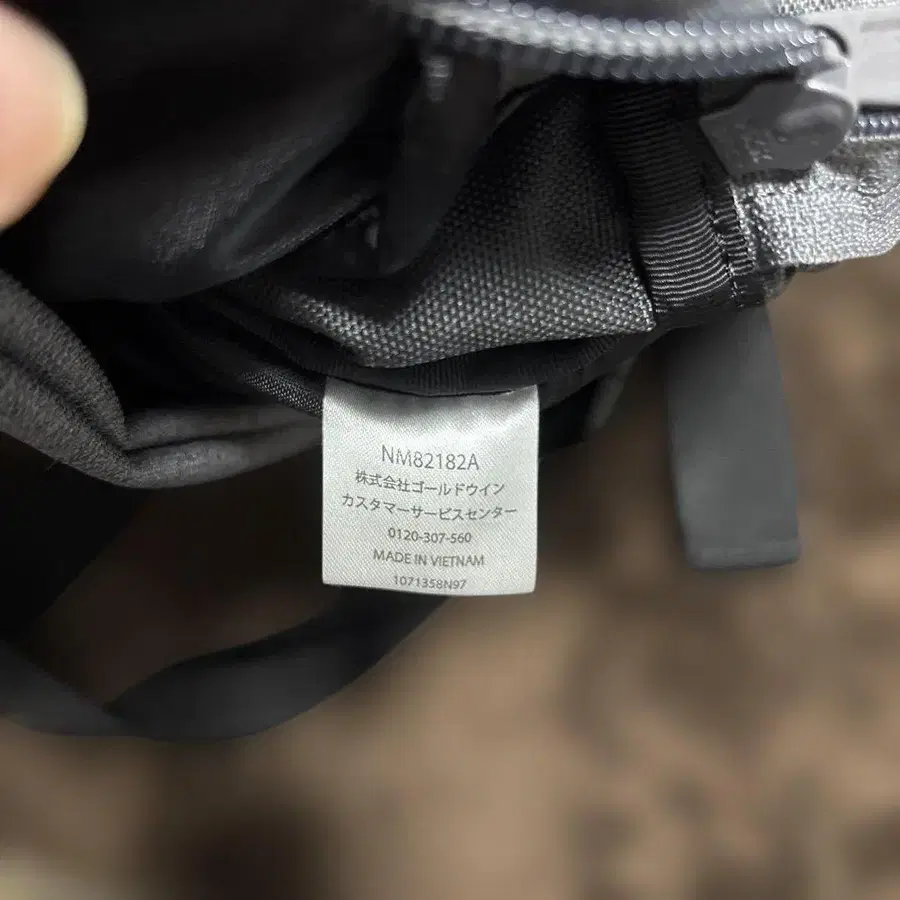 NM82182A
株式会社ゴールドウイン
カスタマーサービスセンター
0120-307-560
MADE IN VIETNAM
1071358N97